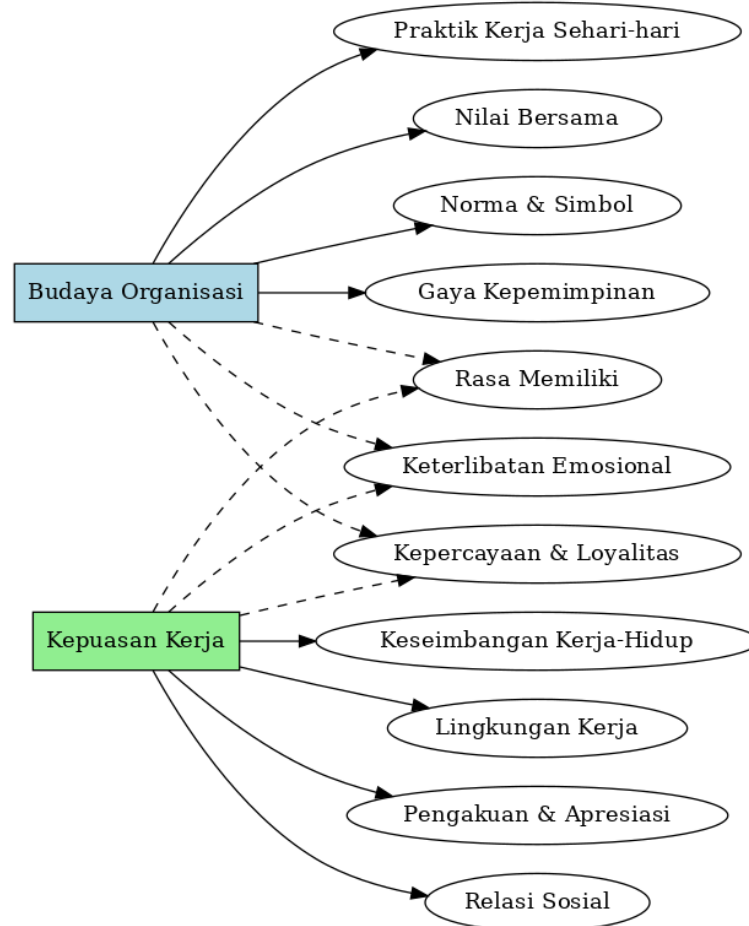 Praktik Kerja Sehari-hari
Nilai Bersama
Norma & Simbol
Budaya Organisasi
Gaya Kepemimpinan
Rasa Memiliki
Keterlibatan Emosional
Kepercayaan & Loyalitas
Kepuasan Kerja
Keseimbangan Kerja-Hidup
Lingkungan Kerja
Pengakuan & Apresiasi
Relasi Sosial